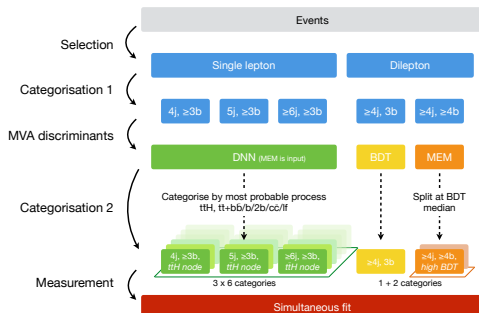 Events
Selection
Single lepton
Dilepton
Categorisation 1
4j, ≥3b
5j, ≥3b
≥6j, ≥3b
≥4j, 3b
≥4j, ≥4b
MVA discriminants
DNN (MEM is input)
BDT
MEM
Categorise by most probable process
ttH, tt+bb/b/2b/cc/lf
Split at BDT
median
Categorisation 2
4j, ≥3b,
ttH node
5j, ≥3b,
ttH node
≥6j, ≥3b,
ttH node
≥4j, 3b
≥4j, ≥4b,
high BDT
3 x 6 categories
1 + 2 categories
Measurement
Simultaneous fit